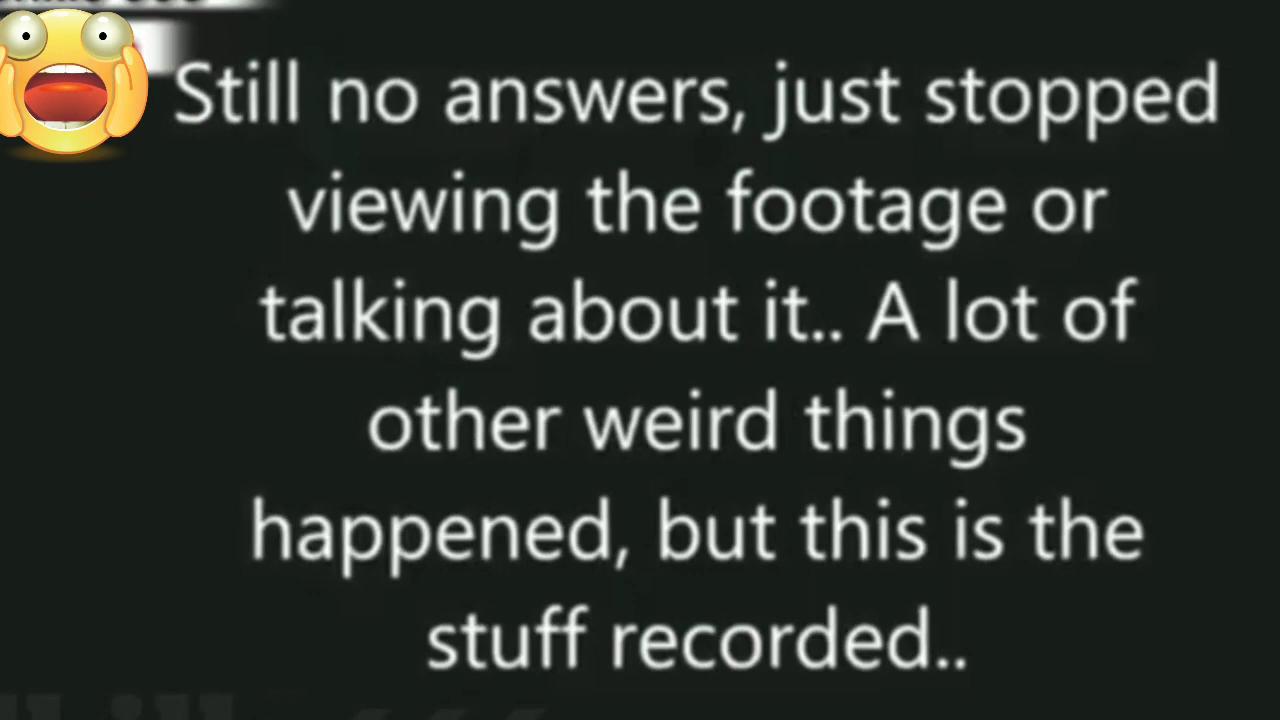 Still no answers, just stopped
viewing the footage or
talking about it.. A lot of
other weird things
happened, but this is the
stuff recorded..